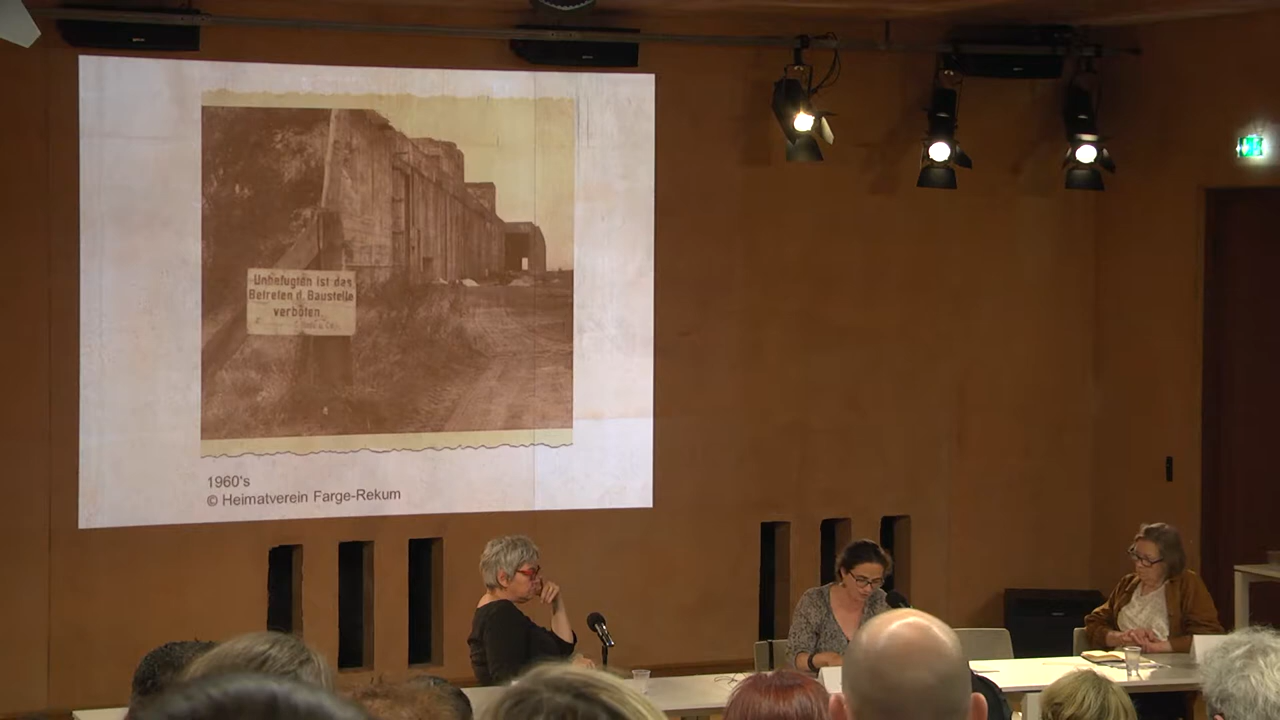 Unbefugten ist das
Betreten d. Baustelle
verboten.
1960's
© Heimatverein Farge-Rekum